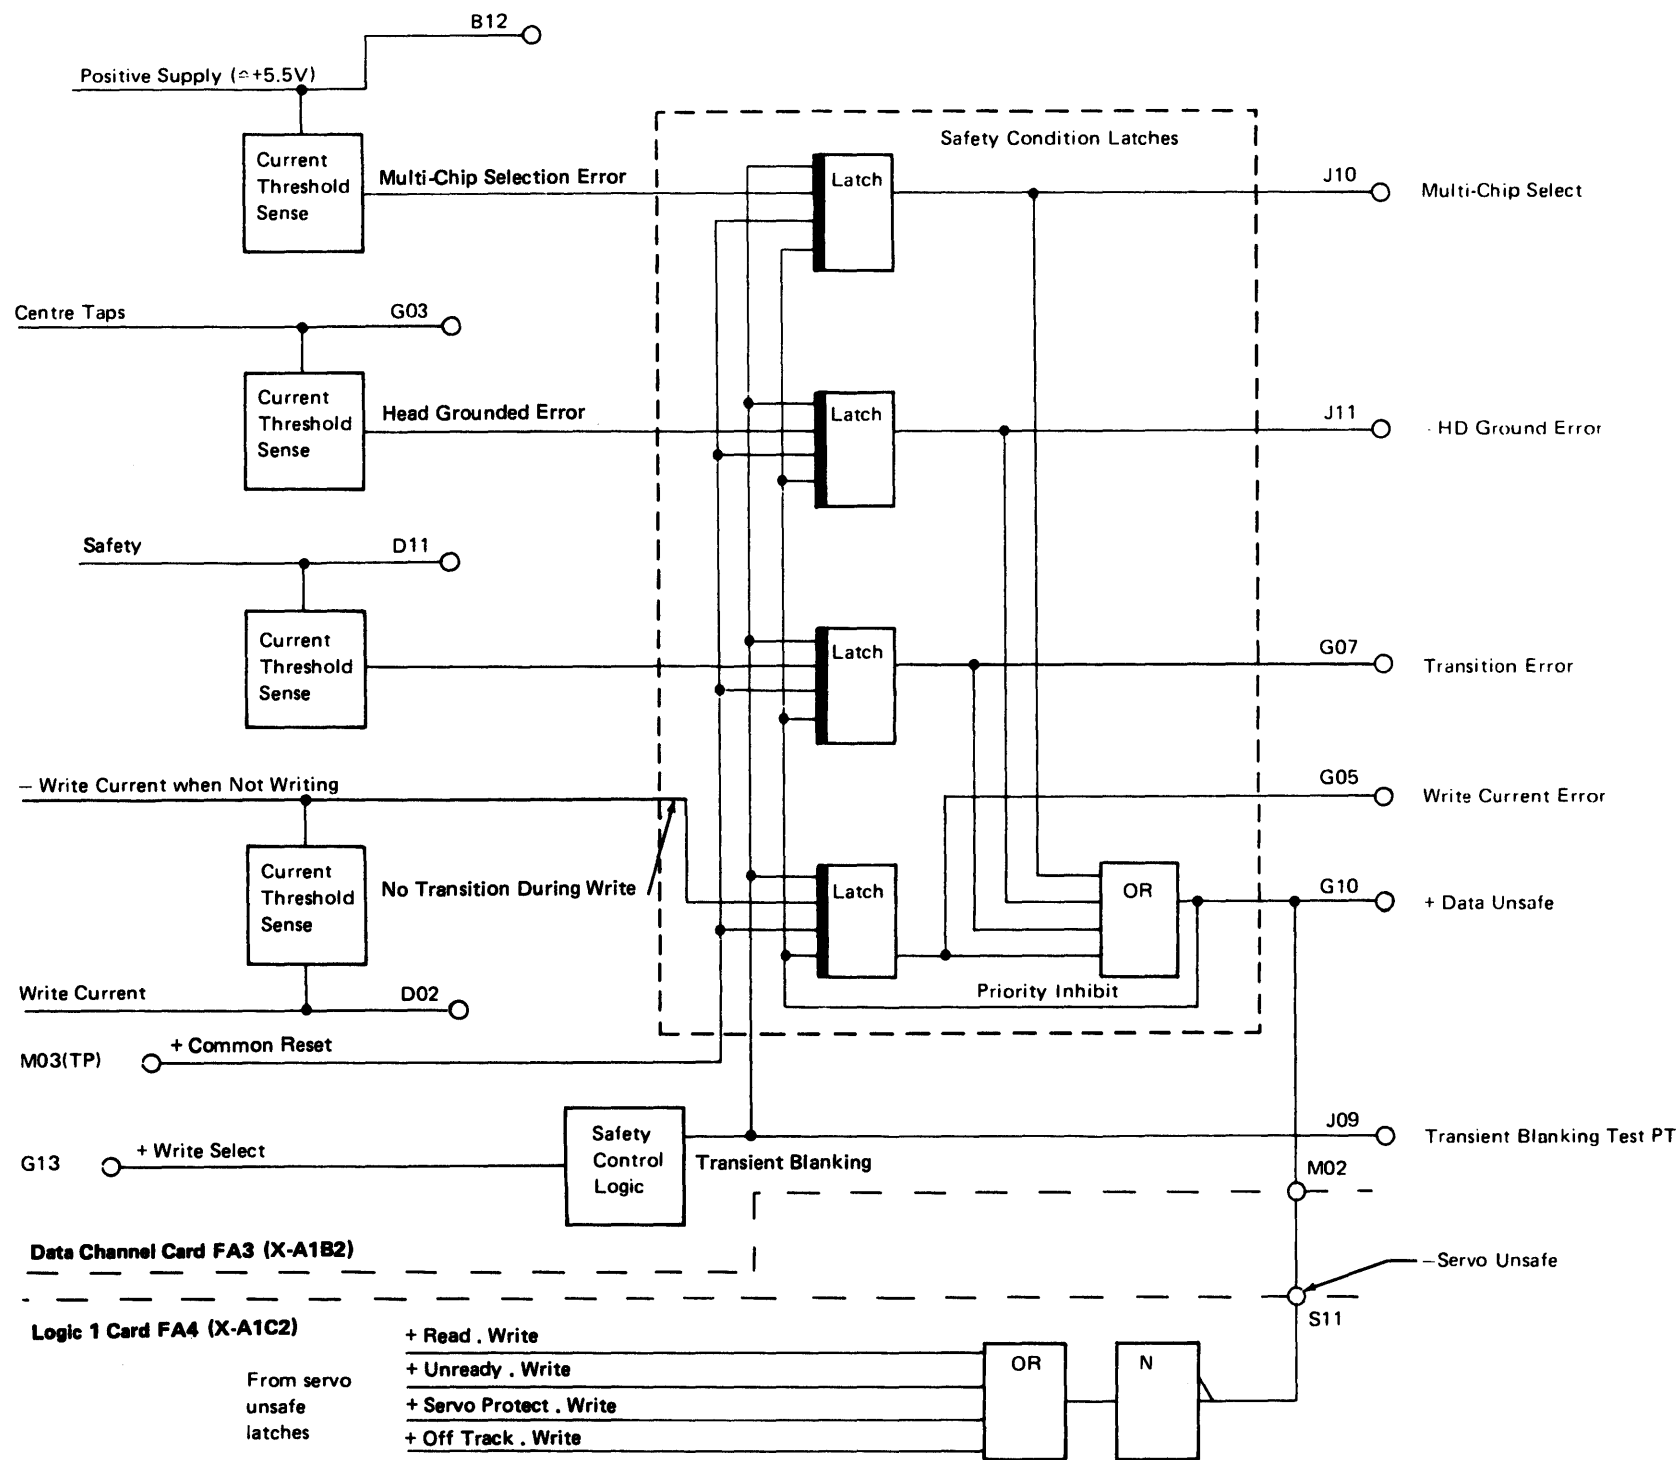 B12
Positive Supply (≏+5.5V)
Current
Threshold
Sense
Multi-Chip Selection Error
Safety Condition Latches
Latch
J10
Multi-Chip Select
Centre Taps
G03
Current
Threshold
Sense
Head Grounded Error
Latch
J11
- HD Ground Error
Safety
D11
Current
Threshold
Sense
Latch
G07
Transition Error
– Write Current when Not Writing
G05
Write Current Error
Current
Threshold
Sense
No Transition During Write
Latch
OR
G10
+ Data Unsafe
Priority Inhibit
Write Current
D02
+ Common Reset
M03(TP)
Safety
Control
Logic
J09
Transient Blanking Test PT
+ Write Select
G13
Transient Blanking
M02
Data Channel Card FA3 (X-A1B2)
–Servo Unsafe
S11
Logic 1 Card FA4 (X-A1C2)
From servo
unsafe
latches
+ Read . Write
+ Unready . Write
+ Servo Protect . Write
+ Off Track . Write
OR
N